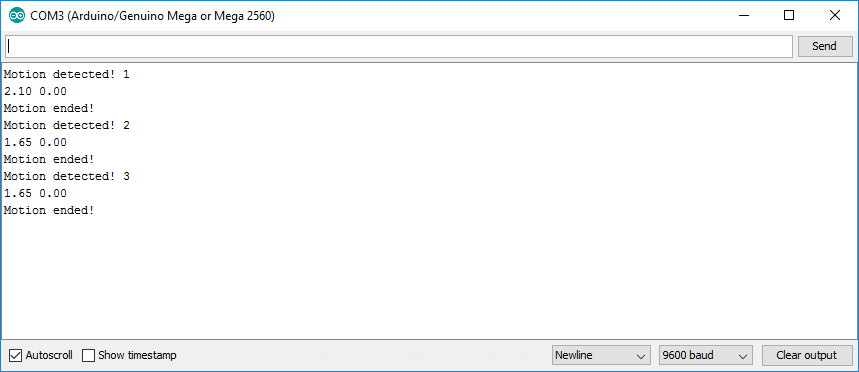 COM3 (Arduino/Genuino Mega or Mega 2560)
Send
Motion detected! 1
2.10 0.00
Motion ended!
Motion detected! 2
1.65 0.00
Motion ended!
Motion detected! 3
1.65 0.00
Motion ended!
Autoscroll Show timestamp Newline 9600 baud Clear output